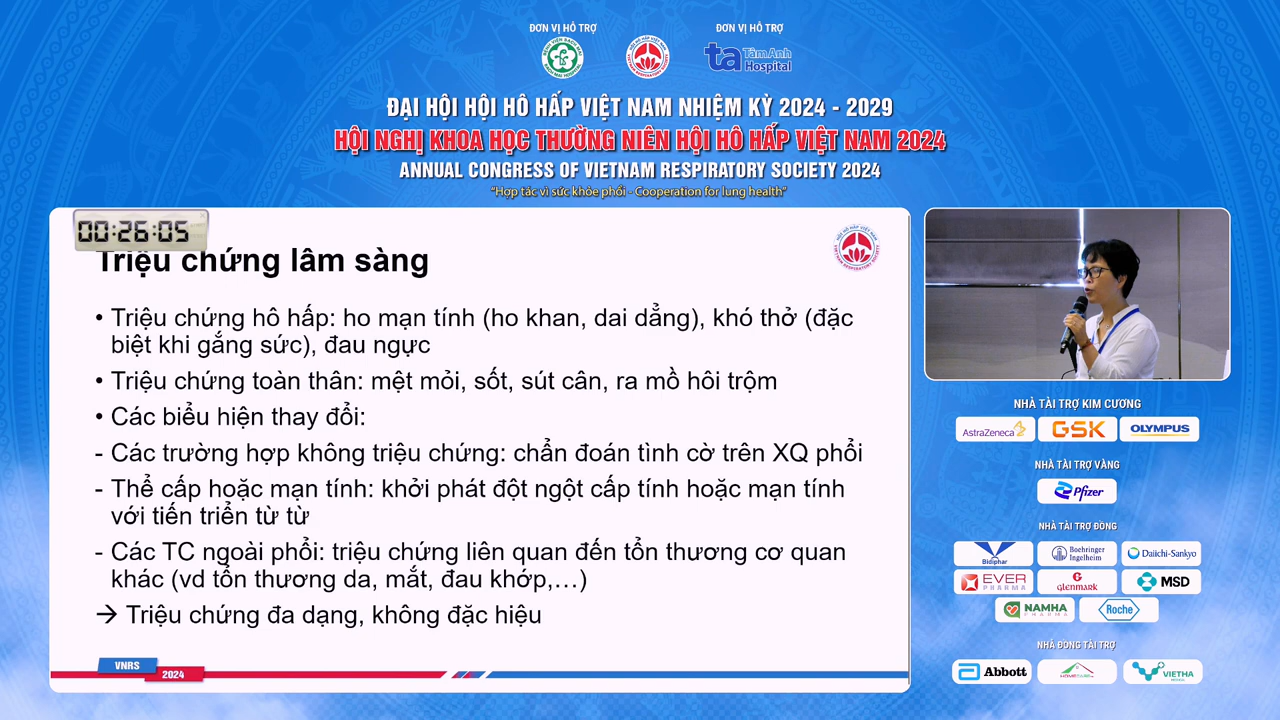 ĐƠN VỊ HỖ TRỢ
ĐƠN VỊ HỖ TRỢ
TâmAnh
Hospital
ĐẠI HỘI HỘI HÔ HẤP VIỆT NAM NHIỆM KỲ 2024 - 2029
HỘI NGHỊ KHOA HỌC THƯỜNG NIÊN HỘI HÔ HẤP VIỆT NAM 2024
ANNUAL CONGRESS OF VIETNAM RESPIRATORY SOCIETY 2024
"Hợp tác vì sức khỏe phổi - Cooperation for lung health"
00:26:05
Triệu chứng lâm sàng
• Triệu chứng hô hấp: ho mạn tính (ho khan, dai dẳng), khó thở (đặc
biệt khi gắng sức), đau ngực
• Triệu chứng toàn thân: mệt mỏi, sốt, sút cân, ra mồ hôi trộm
• Các biểu hiện thay đổi:
- Các trường hợp không triệu chứng: chẩn đoán tình cờ trên XQ phổi
- Thể cấp hoặc mạn tính: khởi phát đột ngột cấp tính hoặc mạn tính
với tiến triển từ từ
- Các TC ngoài phổi: triệu chứng liên quan đến tổn thương cơ quan
khác (vd tổn thương da, mắt, đau khớp,…)
→ Triệu chứng đa dạng, không đặc hiệu
VNRS
2024
NHÀ TÀI TRỢ KIM CƯƠNG
AstraZeneca GSK OLYMPUS
NHÀ TÀI TRỢ VÀNG
Pfizer
NHÀ TÀI TRỢ ĐỒNG
Bidiphar Boehringer Ingelheim Daiichi-Sankyo
EVER PHARMA GLENMARK MSD
NAMHA PHARMA Roche
NHÀ ĐỒNG TÀI TRỢ
Abbott VIETHA